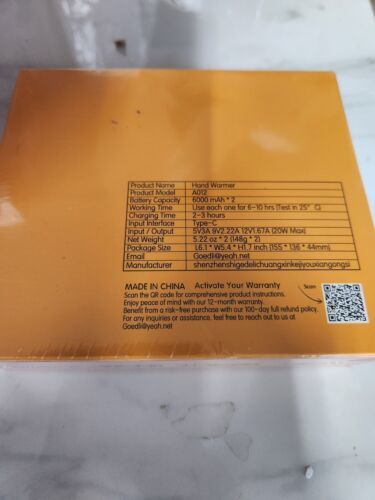 Product Name Hand Warmer
Product Model A012
Battery Capacity 6000 mAh * 2
Working Time Use each one for 6-10 hrs (Test in 25° C)
Charging Time 2-3 hours
Input Interface Type-C
Input / Output 5V3A 9V2.22A 12V1.67A (20W Max)
Net Weight 5.22 oz * 2 (148g * 2)
Package Size L6.1 * W5.4 * H1.7 inch (155 * 136 * 44mm)
Email Goedli@yeah.net
Manufacturer shenzhenshigedelichuangxinkejiyouxiangongsi
MADE IN CHINA Activate Your Warranty
Scan the QR code for comprehensive product instructions.
Enjoy peace of mind with our 12-month warranty.
Benefit from a risk-free purchase with our 100-day full refund policy.
For any inquiries or assistance, feel free to reach out to us at
Goedli@yeah.net
Scan